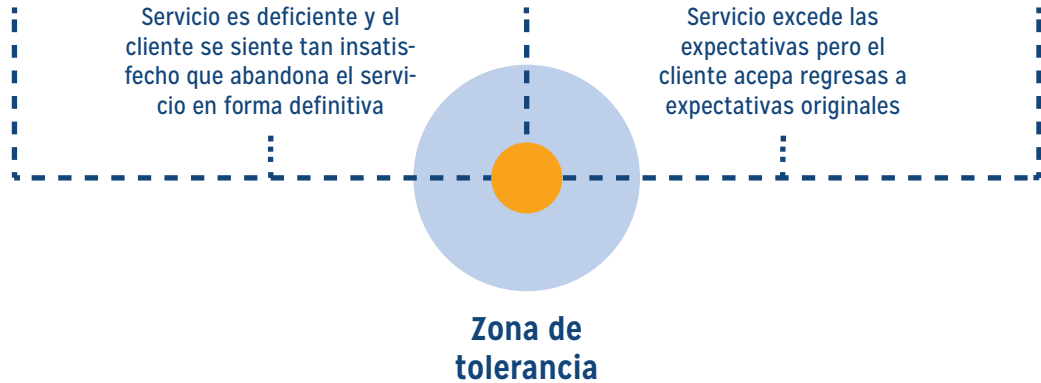 Servicio es deficiente y el
cliente se siente tan insatis-
fecho que abandona el servi-
cio en forma definitiva
Servicio excede las
expectativas pero el
cliente acepa regresas a
expectativas originales
Zona de
tolerancia